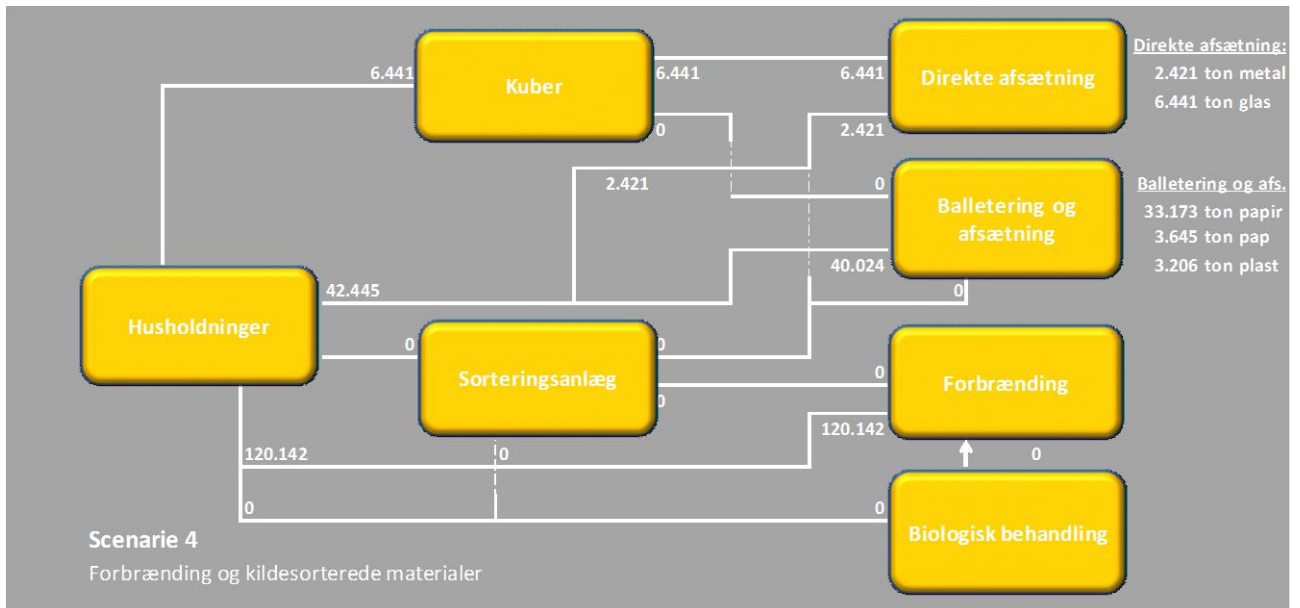 6.441
Kuber
6.441
0
6.441
2.421
Direkte afsætning
Direkte afsætning:
2.421 ton metal
6.441 ton glas
2.421
0
40.024
Balletering og
afsætning
0
Balletering og afs.
33.173 ton papir
3.645 ton pap
3.206 ton plast
Husholdninger
42.445
0
Sorteringsanlæg
0
0
0
120.142
Forbrænding
0
120.142
0
0
0
Biologisk behandling
Scenarie 4
Forbrænding og kildesorterede materialer